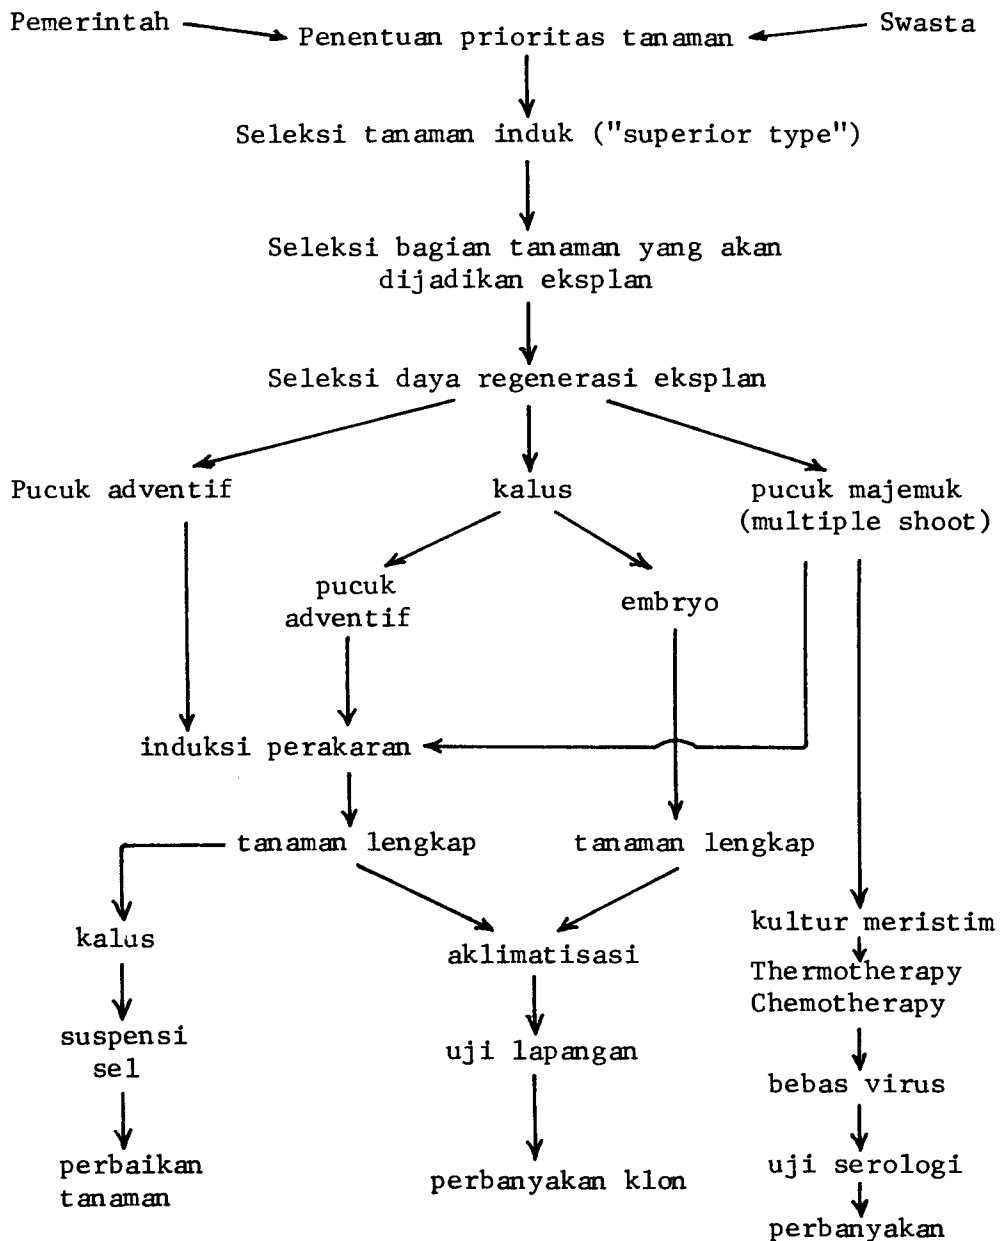 Pemerintah
Swasta
Penentuan prioritas tanaman
Seleksi tanaman induk ("superior type")
Seleksi bagian tanaman yang akan
dijadikan eksplan
Seleksi daya regenerasi eksplan
Pucuk adventif
kalus
pucuk majemuk
(multiple shoot)
pucuk
adventif
embryo
induksi perakaran
tanaman lengkap
tanaman lengkap
kalus
aklimatisasi
kultur meristim
Thermotherapy
Chemotherapy
suspensi
sel
uji lapangan
bebas virus
perbaikan
tanaman
perbanyakan klon
uji serologi
perbanyakan